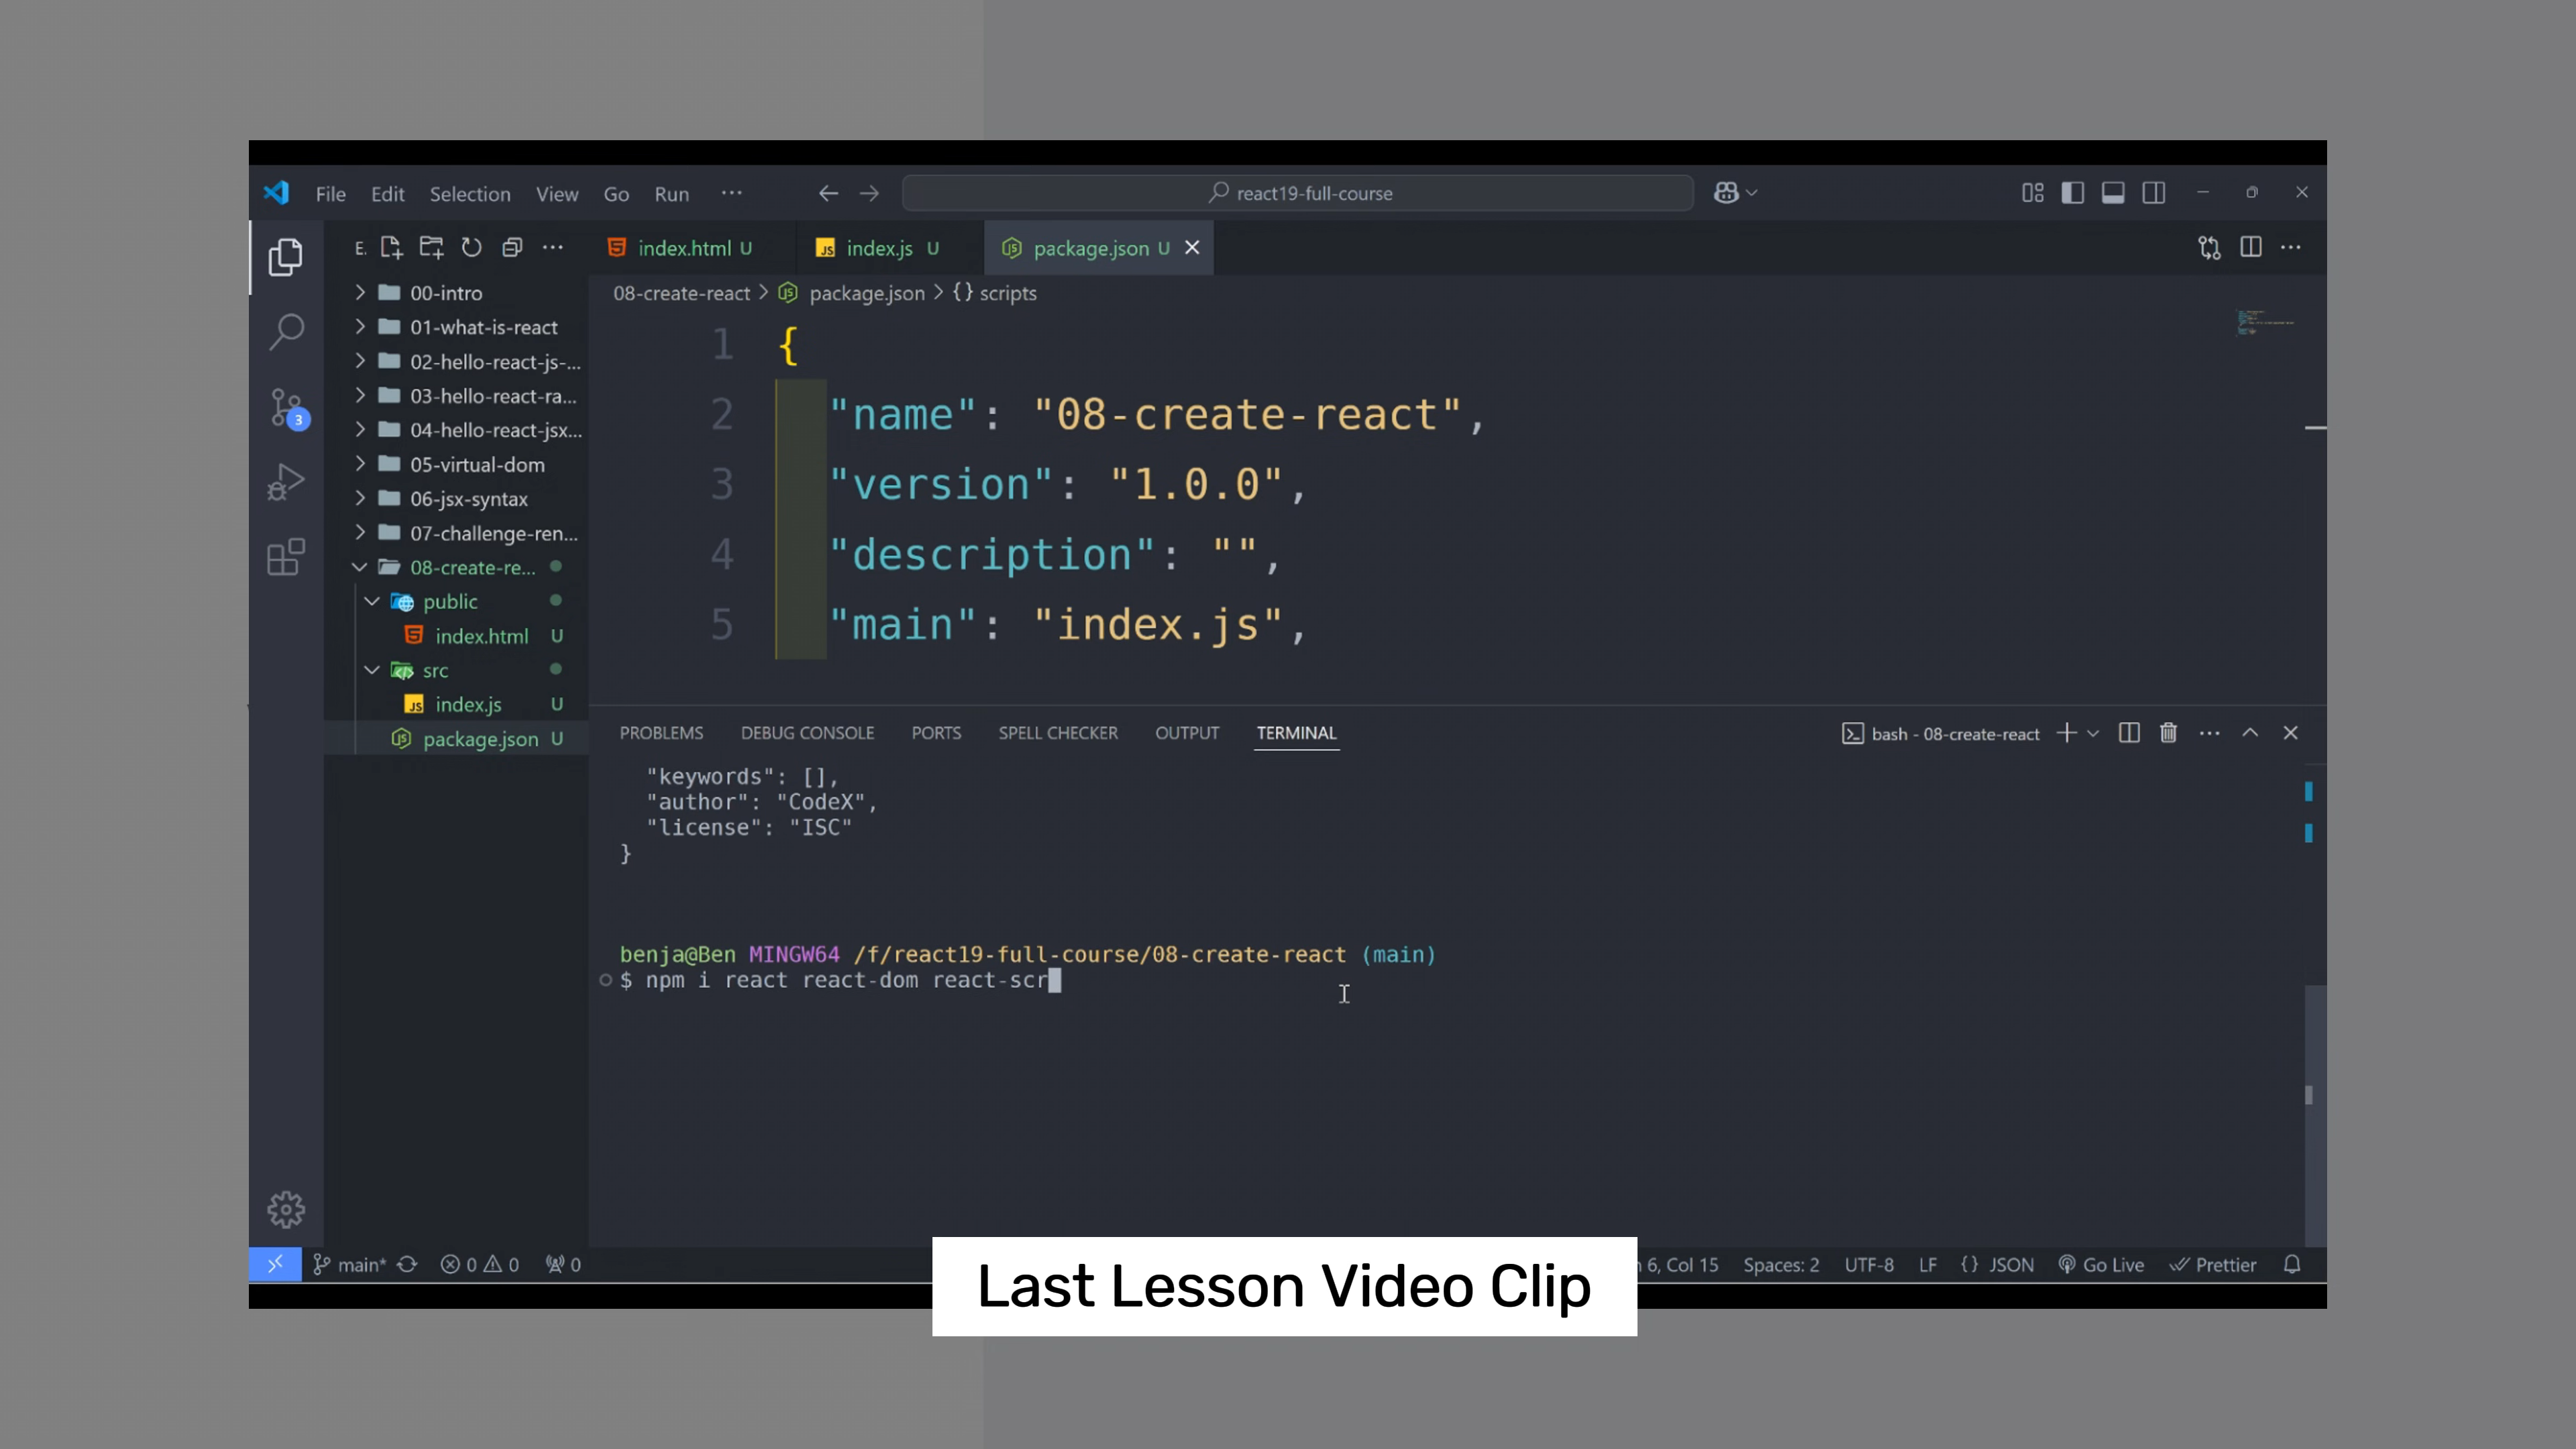 File Edit Selection View Go Run ··· react19-full-course
E. ···
index.html U index.js U package.json U
08-create-react > package.json > {} scripts
00-intro
01-what-is-react
02-hello-react-js-...
03-hello-react-ra...
04-hello-react-jsx...
05-virtual-dom
06-jsx-syntax
07-challenge-ren...
08-create-re...
public
index.html U
src
index.js U
package.json U
3
1 {
2 "name": "08-create-react",
3 "version": "1.0.0",
4 "description": "",
5 "main": "index.js",
PROBLEMS DEBUG CONSOLE PORTS SPELL CHECKER OUTPUT TERMINAL bash - 08-create-react
"keywords": [],
"author": "CodeX",
"license": "ISC"
}
benja@Ben MINGW64 /f/react19-full-course/08-create-react (main)
$ npm i react react-dom react-scr
main* 0 0 0 6, Col 15 Spaces: 2 UTF-8 LF {} JSON Go Live Prettier
Last Lesson Video Clip